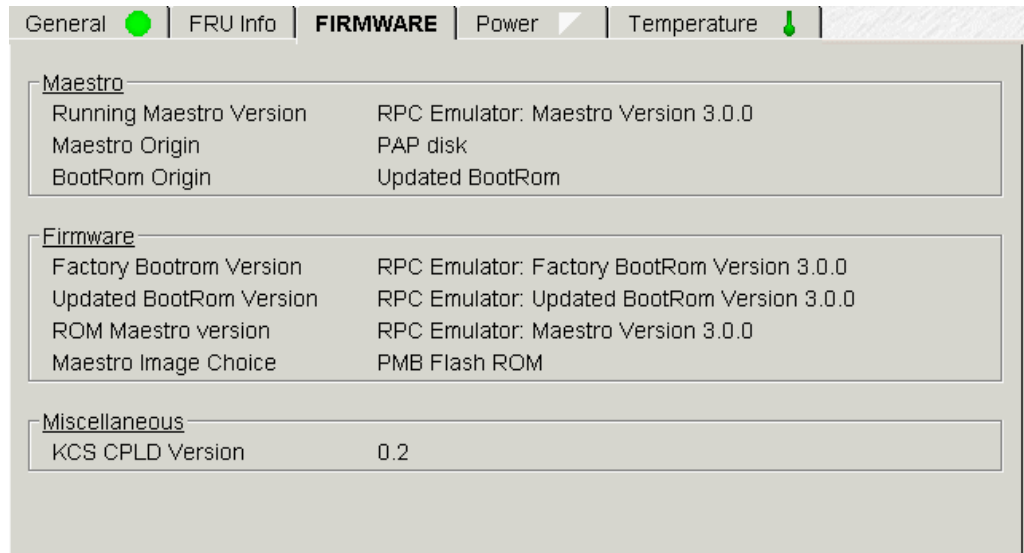 General FRU Info FIRMWARE Power Temperature
Maestro
Running Maestro Version RPC Emulator: Maestro Version 3.0.0
Maestro Origin PAP disk
BootRom Origin Updated BootRom
Firmware
Factory Bootrom Version RPC Emulator: Factory BootRom Version 3.0.0
Updated BootRom Version RPC Emulator: Updated BootRom Version 3.0.0
ROM Maestro version RPC Emulator: Maestro Version 3.0.0
Maestro Image Choice PMB Flash ROM
Miscellaneous
KCS CPLD Version 0.2